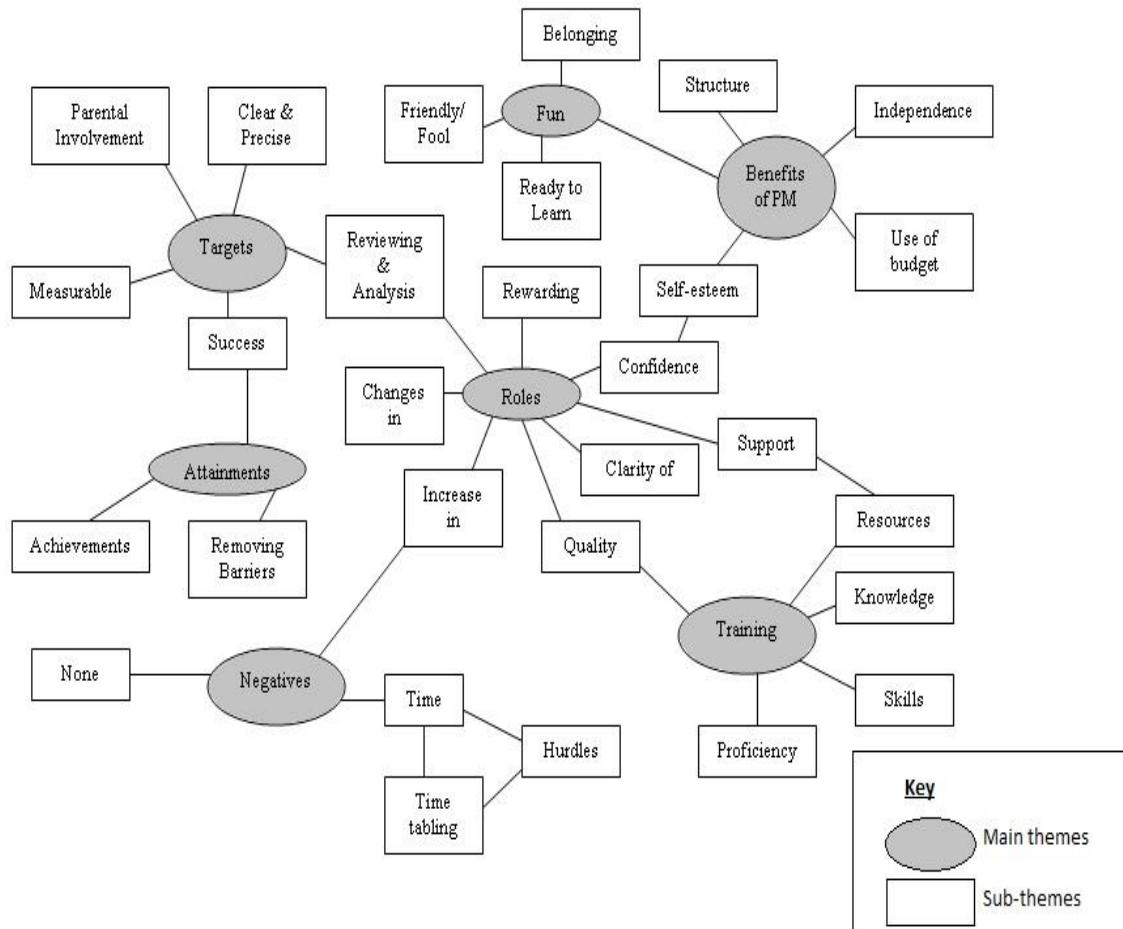 Belonging
Structure
Parental
Involvement
Clear &
Precise
Friendly/
Fool
Fun
Independence
Ready to
Learn
Benefits
of PM
Targets
Reviewing
&
Analysis
Use of
budget
Measurable
Rewarding
Self-esteem
Success
Confidence
Changes
in
Roles
Support
Attainments
Clarity of
Increase
in
Achievements
Removing
Barriers
Quality
Resources
Knowledge
Training
None
Negatives
Time
Skills
Hurdles
Proficiency
Time
tabling
Key
Main themes
Sub-themes